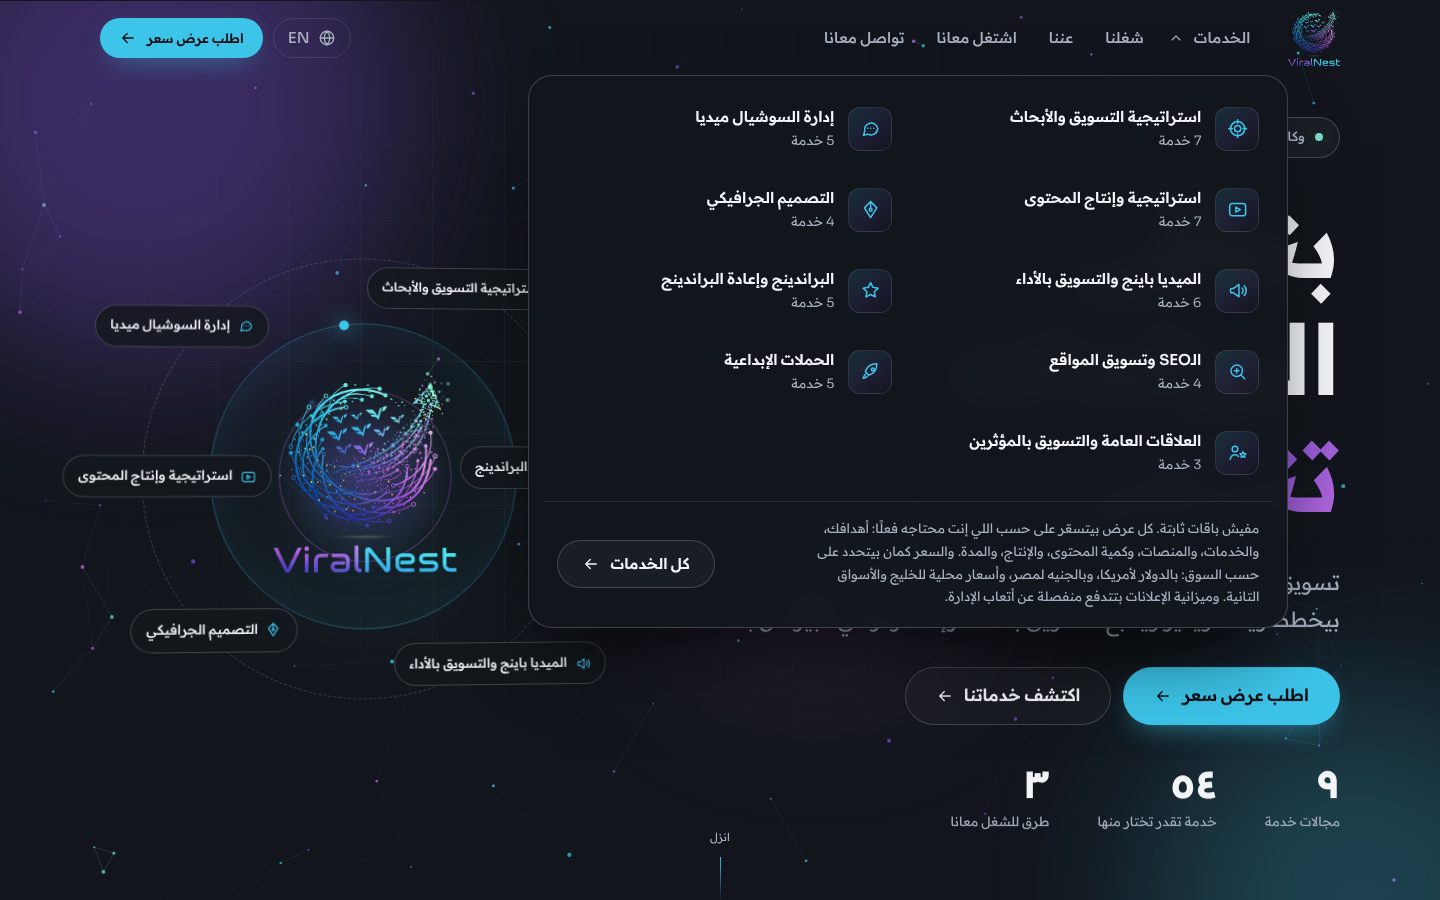 ViralNest
الخدمات
شغلنا
عننا
اشتغل معانا
تواصل معانا
EN
اطلب عرض سعر
استراتيجية التسويق والأبحاث
7 خدمة
إدارة السوشيال ميديا
5 خدمة
استراتيجية وإنتاج المحتوى
7 خدمة
التصميم الجرافيكي
4 خدمة
الميديا باينج والتسويق بالأداء
6 خدمة
البراندينج وإعادة البراندينج
5 خدمة
الـSEO وتسويق المواقع
4 خدمة
الحملات الإبداعية
5 خدمة
العلاقات العامة والتسويق بالمؤثرين
3 خدمة
مفيش باقات ثابتة. كل عرض بيتسعّر على حسب اللي إنت محتاجه فعلًا: أهدافك،
والخدمات، والمنصات، وكمية المحتوى، والإنتاج، والمدة. والسعر كمان بيتحدد على
حسب السوق: بالدولار لأمريكا، وبالجنيه لمصر، وأسعار محلية للخليج والأسواق
التانية. وميزانية الإعلانات بتتدفع منفصلة عن أتعاب الإدارة.
كل الخدمات
والتسويق والأبحاث
إدارة السوشيال ميديا
استراتيجية وإنتاج المحتوى
البراندينج
ViralNest
التصميم الجرافيكي
الميديا باينج والتسويق بالأداء
اطلب عرض سعر
اكتشف خدماتنا
٩
مجالات خدمة
٥٤
خدمة تقدر تختار منها
٣
طرق للشغل معانا
انزل